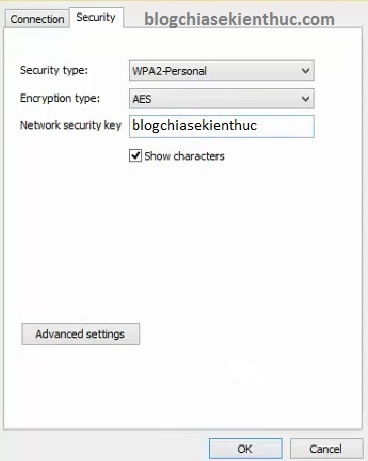 blogchiasekienthuc.com
Connection Security
Security type: WPA2-Personal
Encryption type: AES
Network security key blogchiasekienthuc
Show characters
Advanced settings
OK Cancel